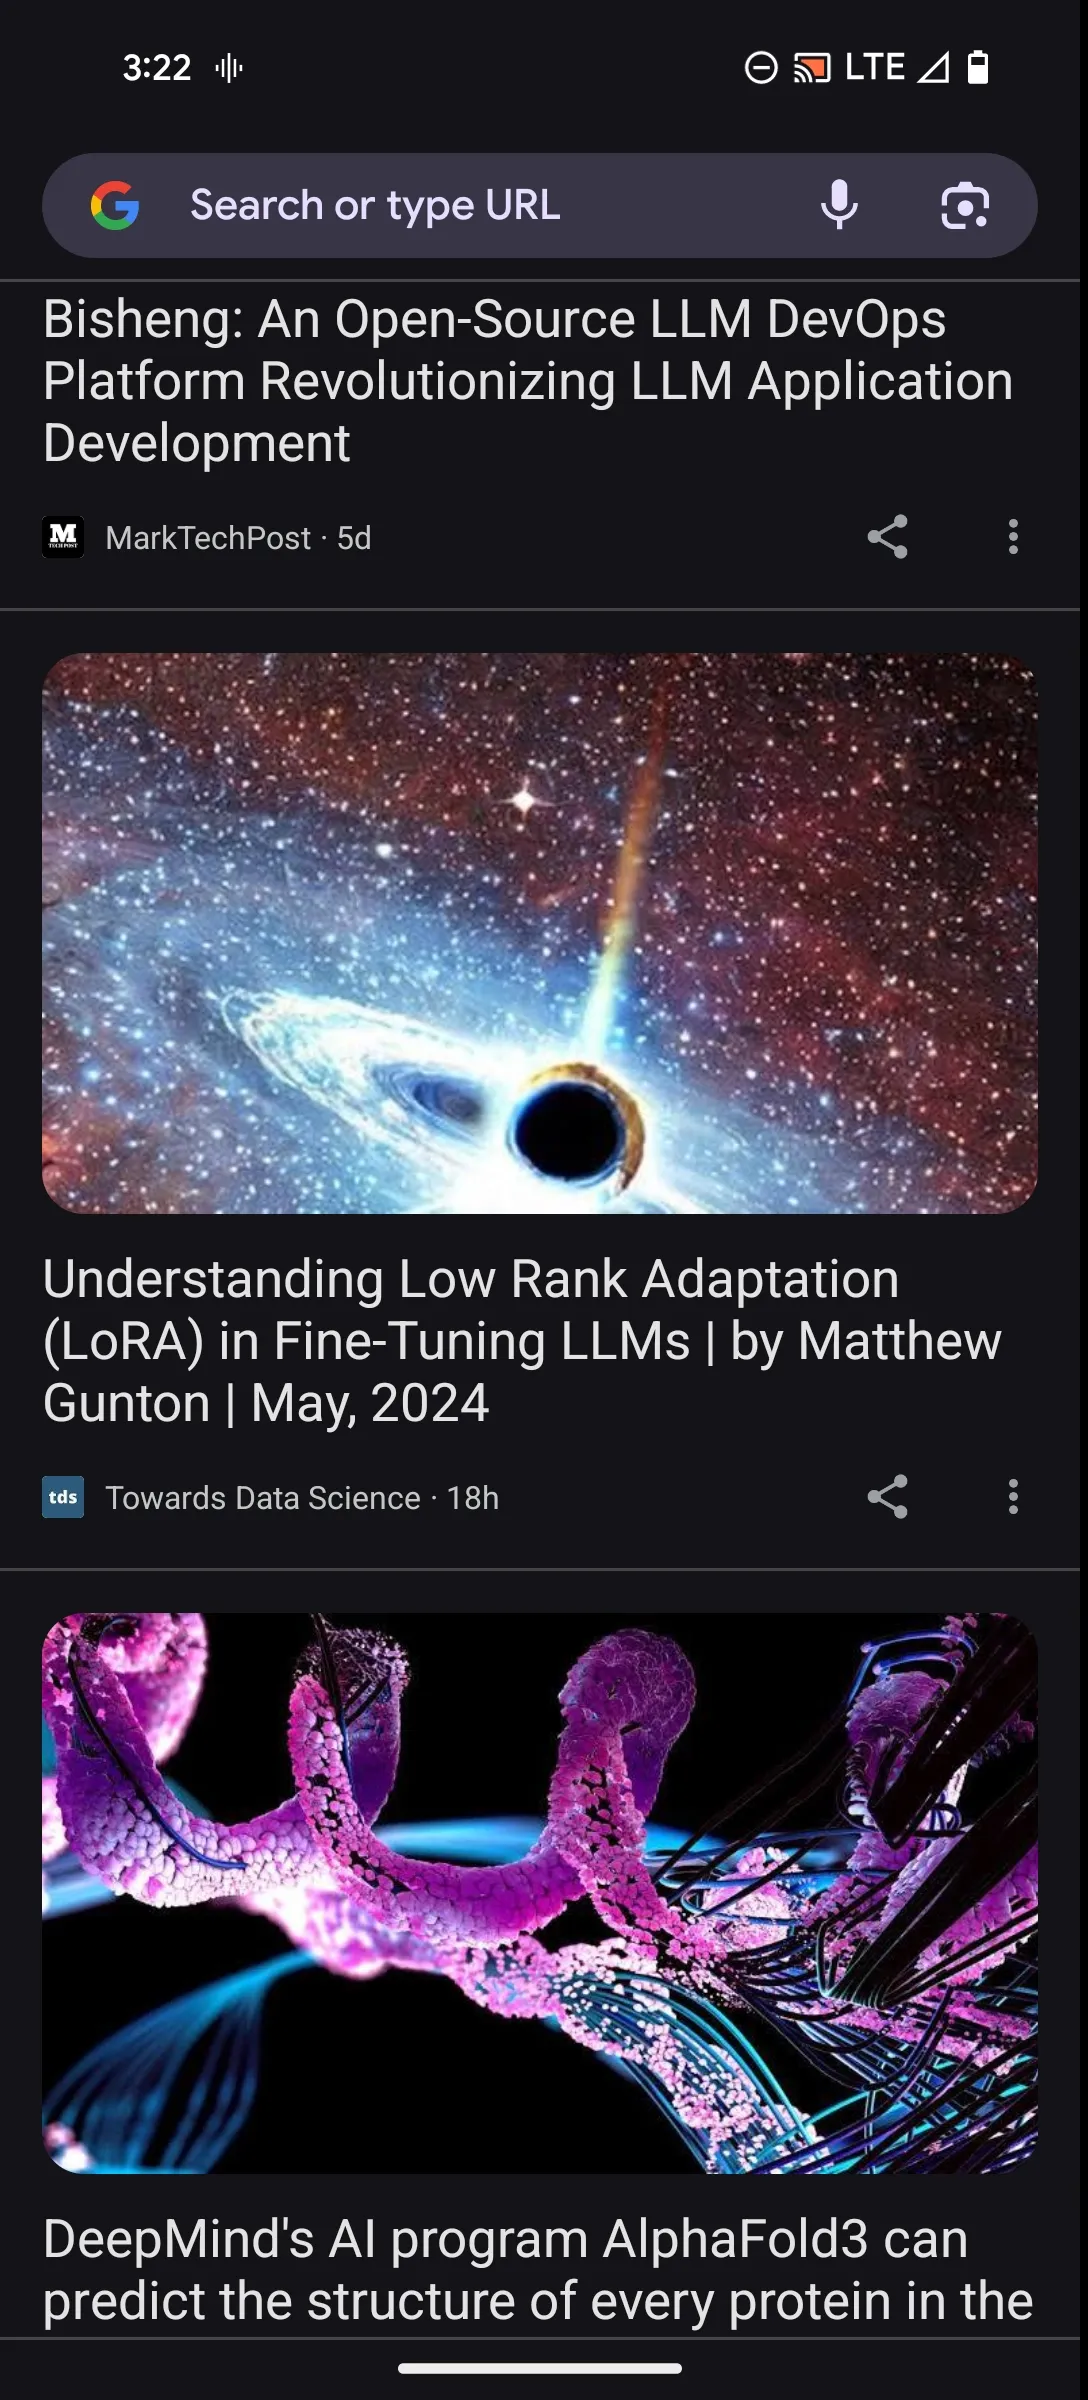 3:22
LTE
Search or type URL
Bisheng: An Open-Source LLM DevOps
Platform Revolutionizing LLM Application
Development
M
TECHPOST
MarkTechPost · 5d
Understanding Low Rank Adaptation
(LoRA) in Fine-Tuning LLMs | by Matthew
Gunton | May, 2024
tds
Towards Data Science · 18h
DeepMind's AI program AlphaFold3 can
predict the structure of every protein in the